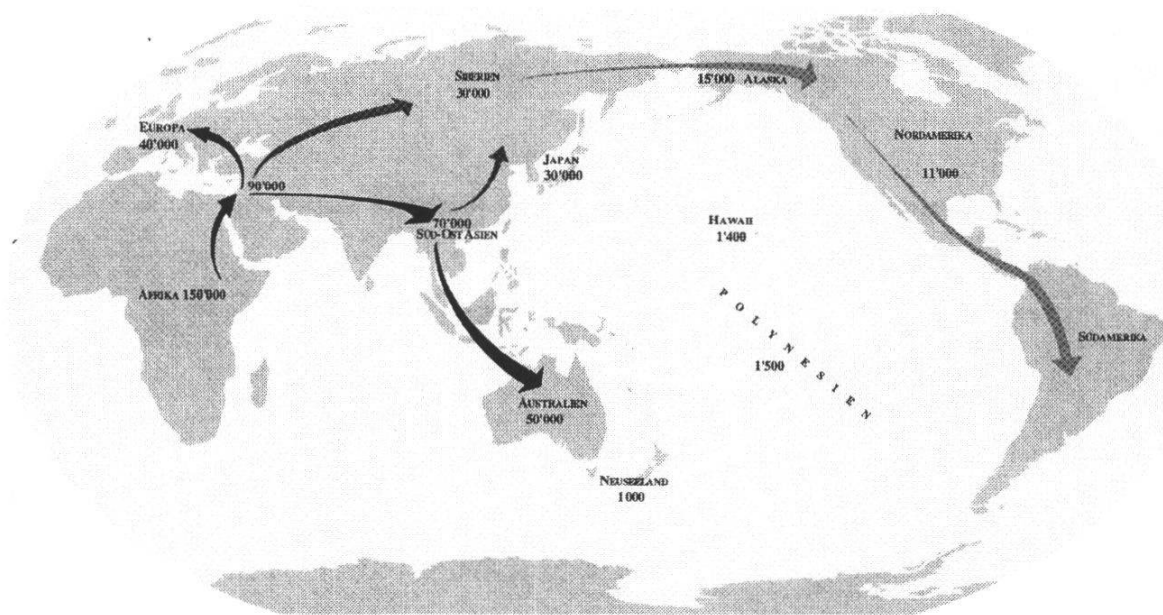 SIBIRIEN
30'000
15'000 ALASKA
EUROPA
40'000
NORDAMERIKA
JAPAN
30'000
11'000
90'000
70'000
SÜD-OST ASIEN
HAWAII
1'400
AFRIKA 150'000
POLYNESIEN
1'500
SÜDAMERIKA
AUSTRALIEN
50'000
NEUSEELAND
1000